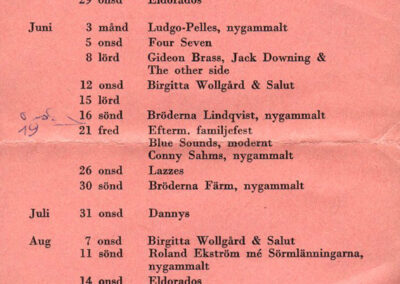 29 onsd Eldorados
Juni 3 månd Ludgo-Pelles, nygammalt
5 onsd Four Seven
8 lörd Gideon Brass, Jack Downing &
The other side
12 onsd Birgitta Wollgård & Salut
15 lörd
16 sönd Bröderna Lindqvist, nygammalt
19
21 fred Efterm. familjefest
Blue Sounds, modernt
Conny Sahms, nygammalt
26 onsd Lazzes
30 sönd Bröderna Färm, nygammalt
Juli 31 onsd Dannys
Aug 7 onsd Birgitta Wollgård & Salut
11 sönd Roland Ekström mé Sörmlänningarna,
nygammalt
14 onsd Eldorados